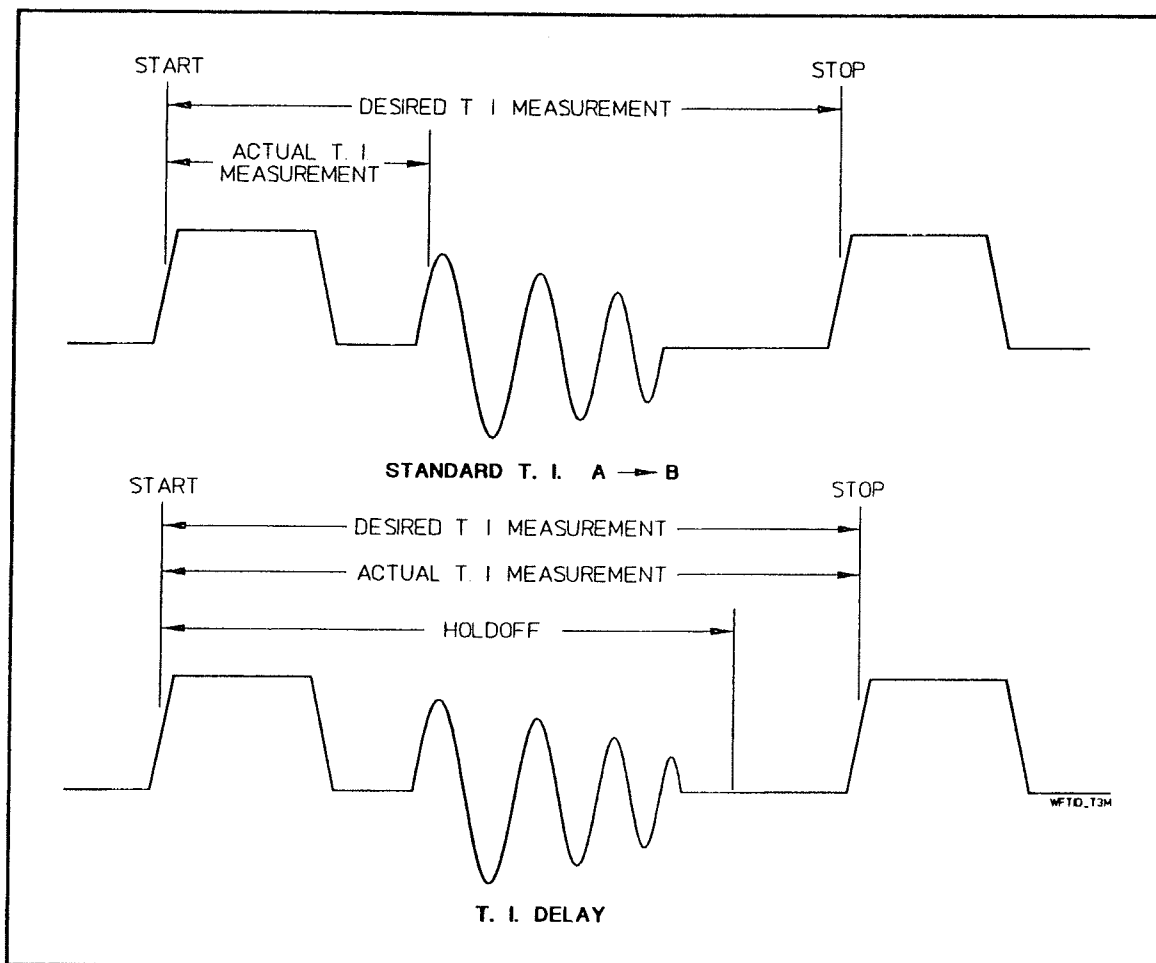 START
STOP
DESIRED T I MEASUREMENT
ACTUAL T. I.
MEASUREMENT
STANDARD T. I. A → B
START
STOP
DESIRED T I MEASUREMENT
ACTUAL T. I MEASUREMENT
HOLDOFF
WFTID_T3M
T. I. DELAY